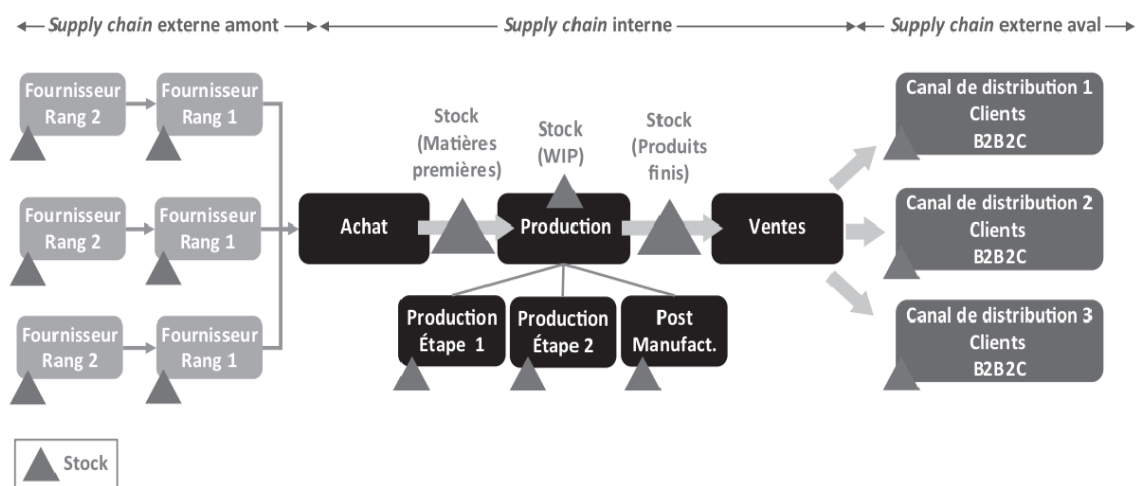 Supply chain externe amont
Supply chain interne
Supply chain externe aval
Fournisseur
Rang 2
Fournisseur
Rang 1
Fournisseur
Rang 2
Fournisseur
Rang 1
Fournisseur
Rang 2
Fournisseur
Rang 1
Achat
Stock
(Matières
premières)
Stock
(WIP)
Production
Stock
(Produits
finis)
Ventes
Production
Étape 1
Production
Étape 2
Post
Manufact.
Canal de distribution 1
Clients
B2B2C
Canal de distribution 2
Clients
B2B2C
Canal de distribution 3
Clients
B2B2C
Stock